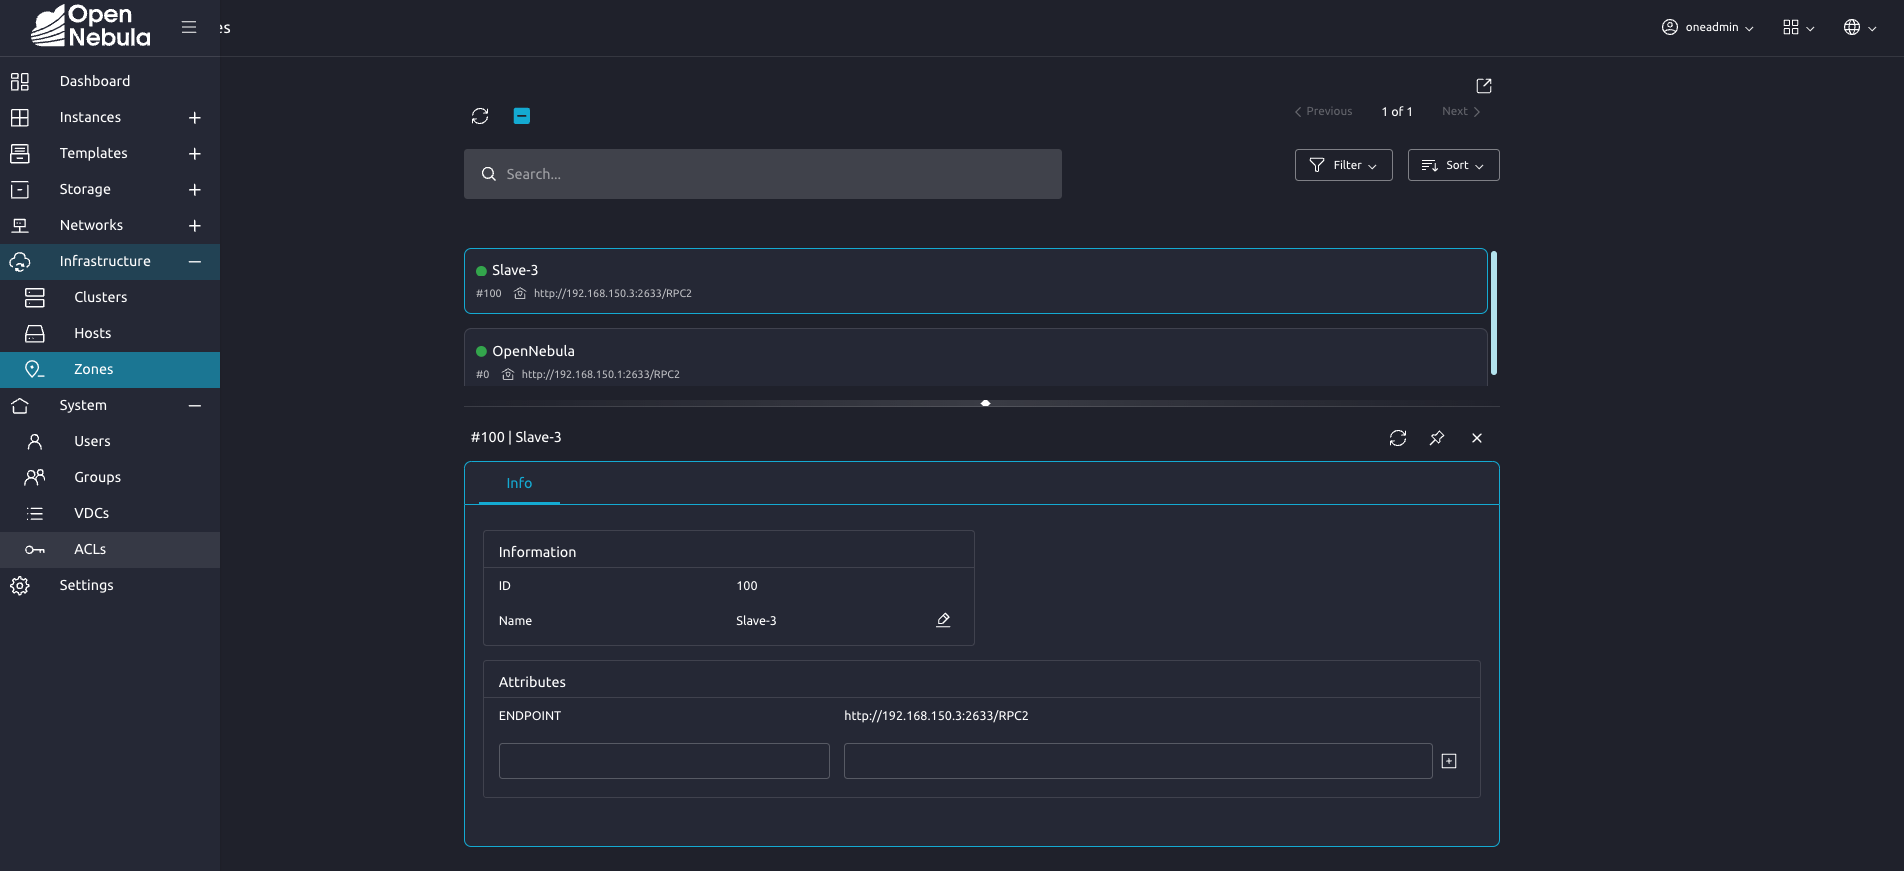 Open
Nebula
es
oneadmin
Dashboard
Instances
Templates
Storage
Networks
Infrastructure
Clusters
Hosts
Zones
System
Users
Groups
VDCs
ACLs
Settings
Previous 1 of 1 Next
Search...
Filter
Sort
Slave-3
#100 http://192.168.150.3:2633/RPC2
OpenNebula
#0 http://192.168.150.1:2633/RPC2
#100 | Slave-3
Info
Information
ID 100
Name Slave-3
Attributes
ENDPOINT http://192.168.150.3:2633/RPC2